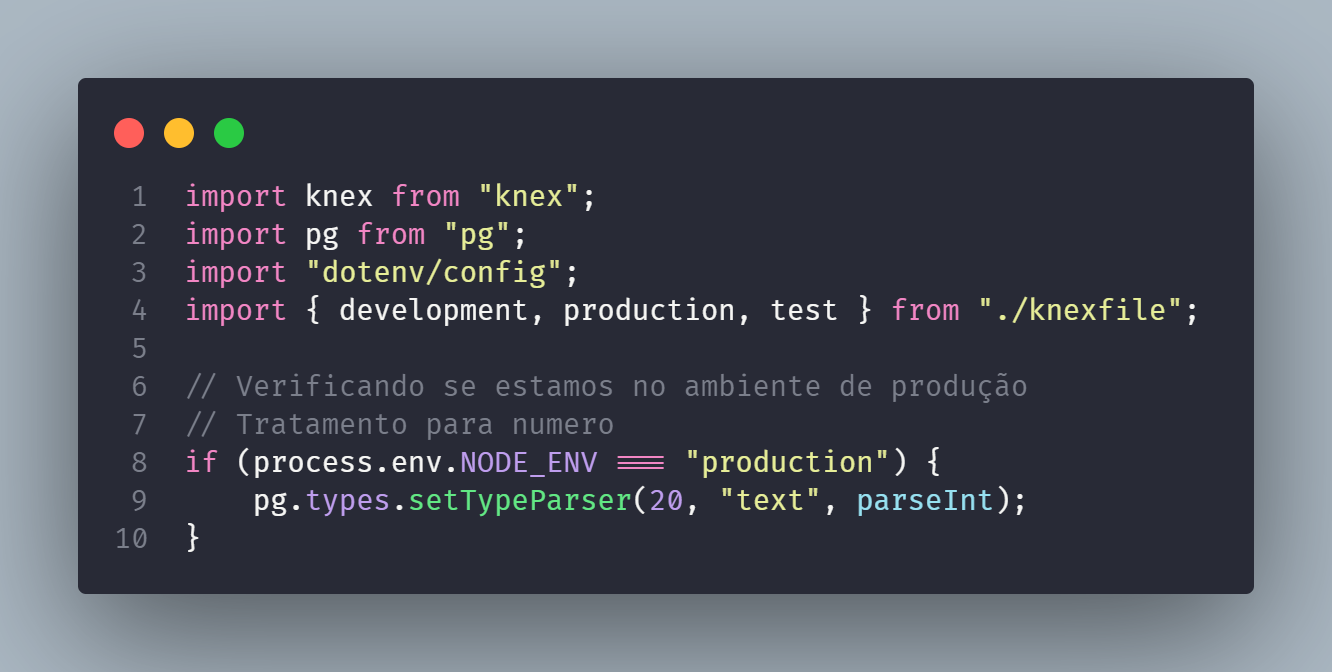 1 import knex from "knex";
2 import pg from "pg";
3 import "dotenv/config";
4 import { development, production, test } from "./knexfile";
5
6 // Verificando se estamos no ambiente de produção
7 // Tratamento para numero
8 if (process.env.NODE_ENV === "production") {
9     pg.types.setTypeParser(20, "text", parseInt);
10 }